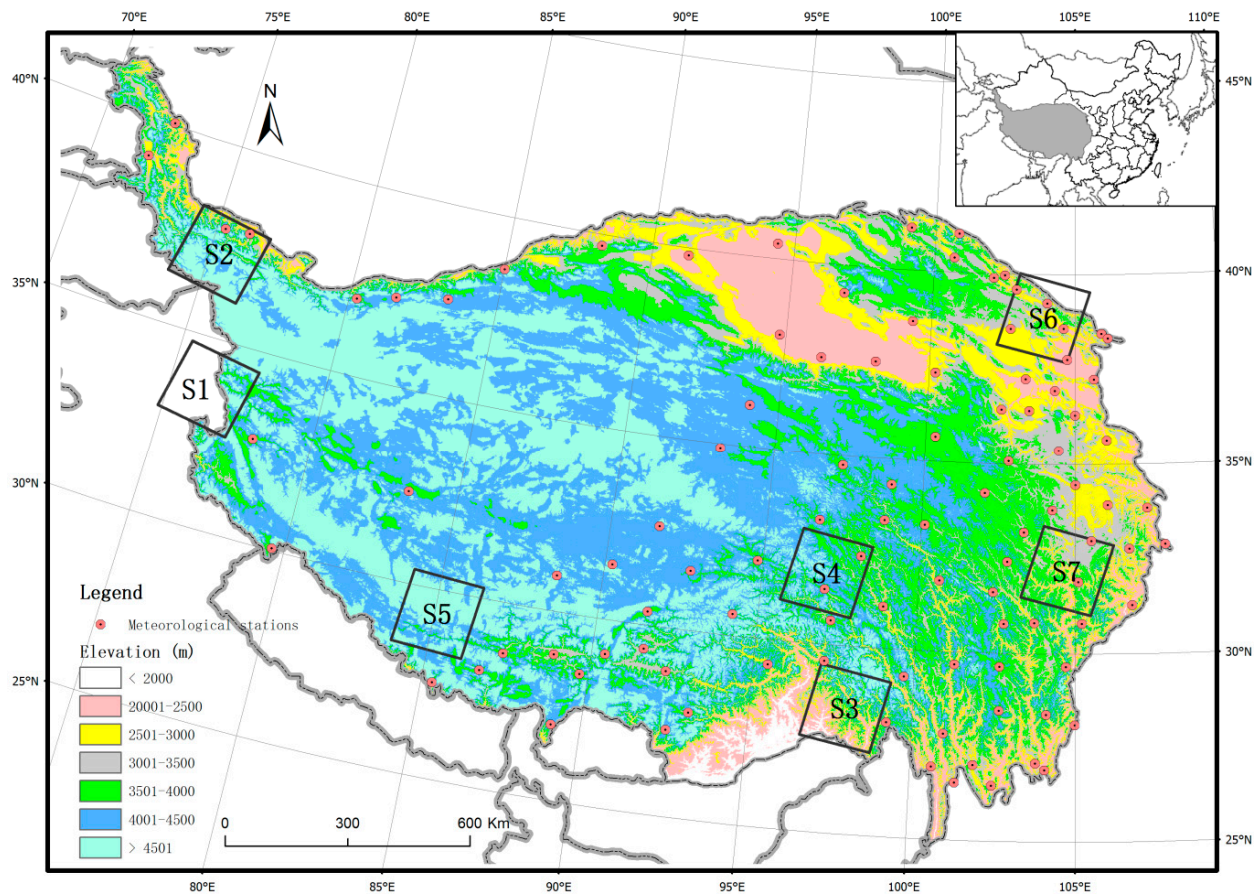 70°E 75°E 80°E 85°E 90°E 95°E 100°E 105°E 110°E
40°N
45°N
N
S2
40°N
35°N
S6
S1
35°N
30°N
S4
S7
Legend
S5
30°N
Meteorological stations
Elevation (m)
< 2000
25°N
S3
20001-2500
2501-3000
3001-3500
3501-4000
4001-4500
> 4501
0 300 600 Km
25°N
80°E 85°E 90°E 95°E 100°E 105°E